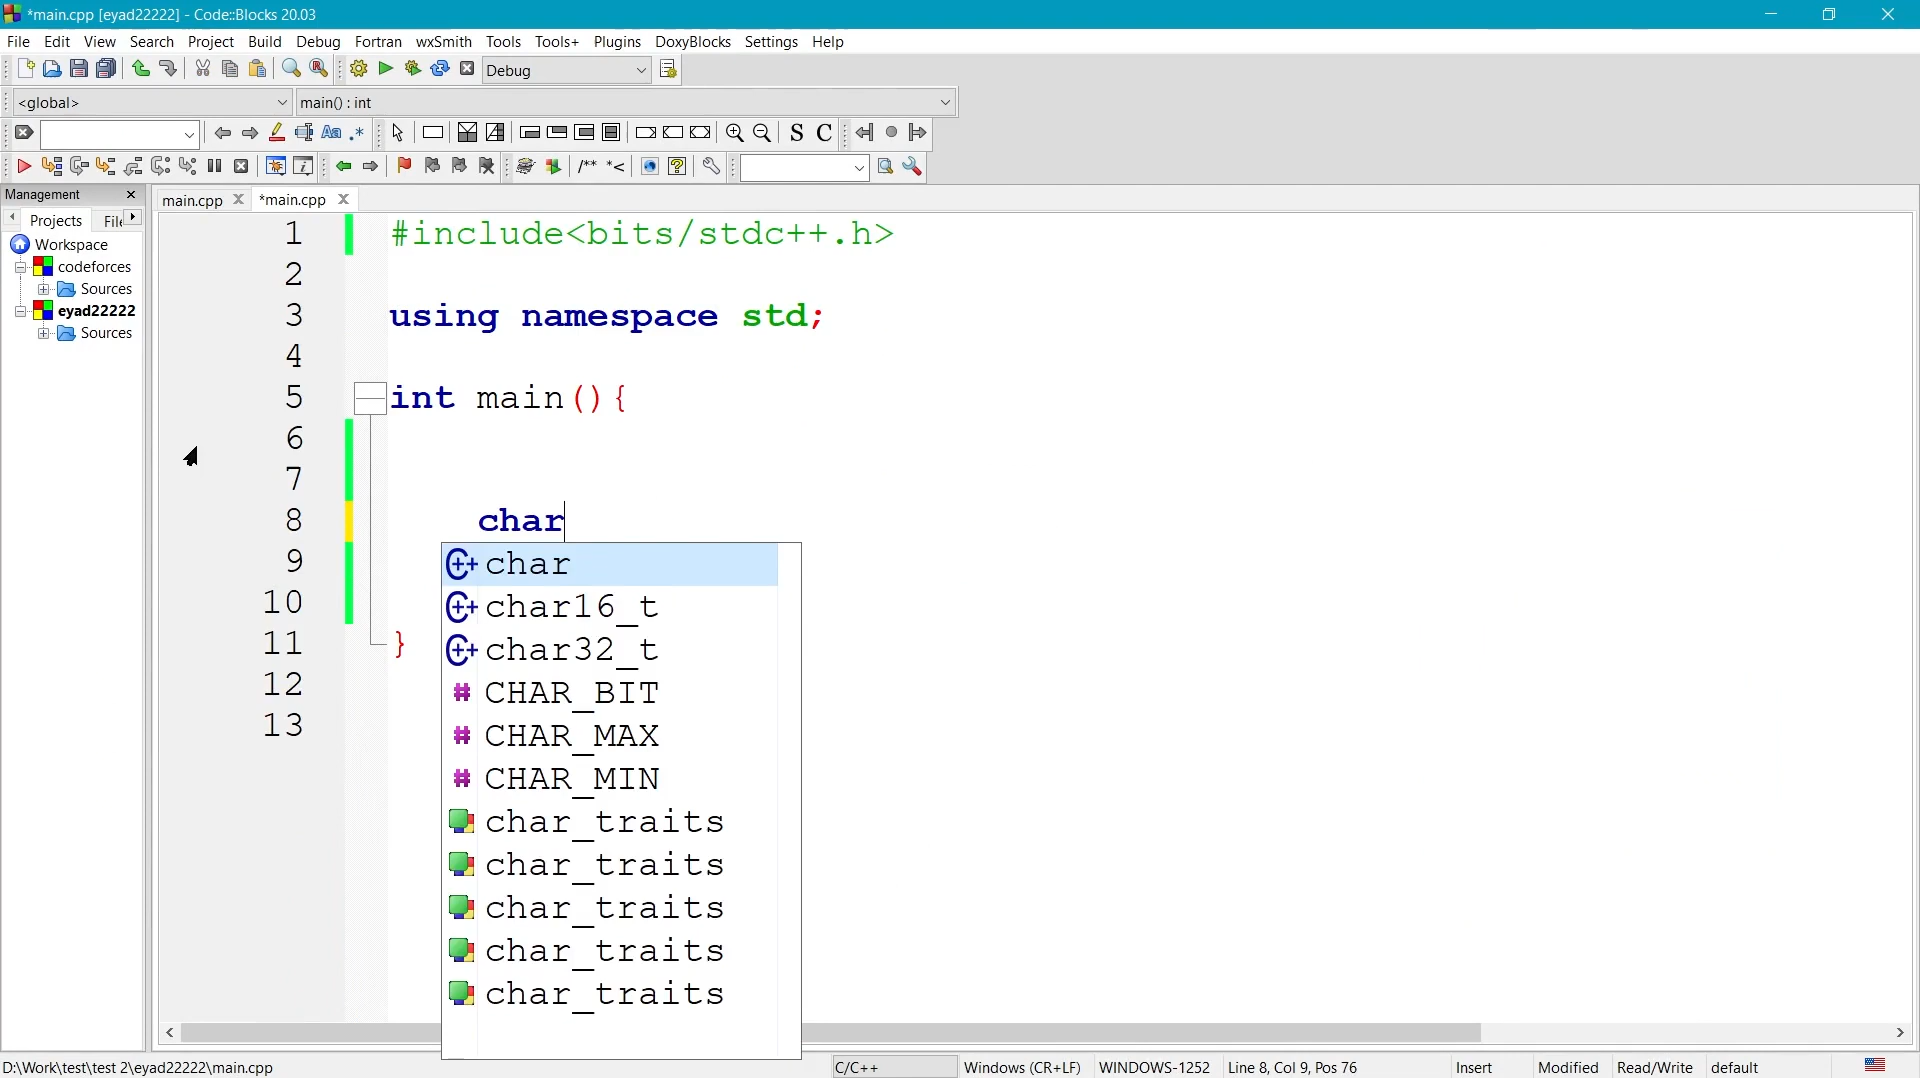 *main.cpp [eyad22222] - Code::Blocks 20.03
File Edit View Search Project Build Debug Fortran wxSmith Tools Tools+ Plugins DoxyBlocks Settings Help
Debug
<global> main() : int
Aa .* S C
/** *<
Management
main.cpp *main.cpp
Projects File
Workspace
codeforces
Sources
eyad22222
Sources
1 #include<bits/stdc++.h>
2
3 using namespace std;
4
5 int main(){
6
7
8 char
9
10
11 }
12
13
char
char16_t
char32_t
CHAR_BIT
CHAR_MAX
CHAR_MIN
char_traits
char_traits
char_traits
char_traits
char_traits
D:\Work\test\test 2\eyad22222\main.cpp C/C++ Windows (CR+LF) WINDOWS-1252 Line 8, Col 9, Pos 76 Insert Modified Read/Write default